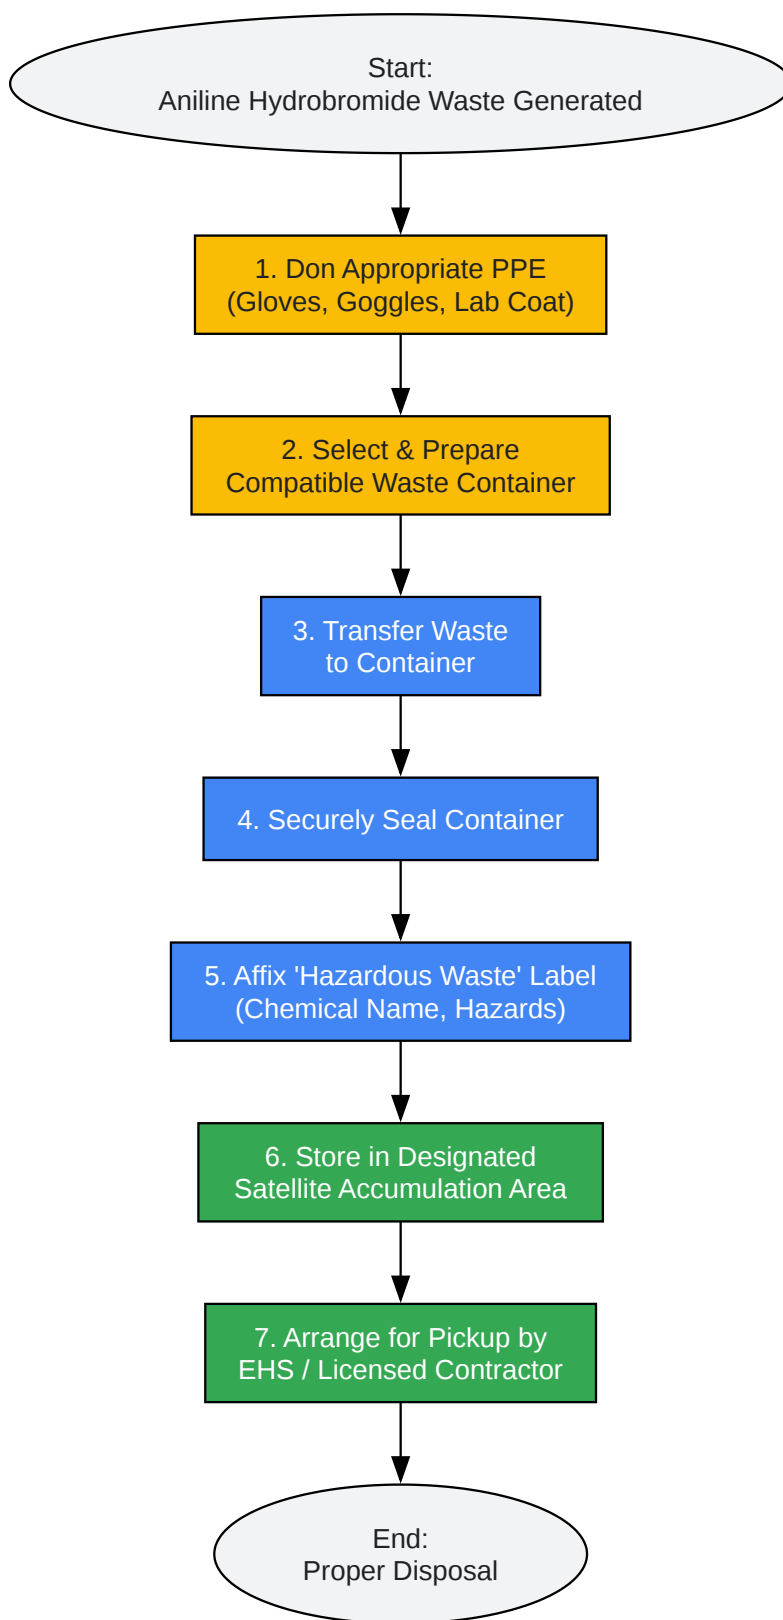 Start:
Aniline Hydrobromide Waste Generated
1. Don Appropriate PPE
(Gloves, Goggles, Lab Coat)
2. Select & Prepare
Compatible Waste Container
3. Transfer Waste
to Container
4. Securely Seal Container
5. Affix 'Hazardous Waste' Label
(Chemical Name, Hazards)
6. Store in Designated
Satellite Accumulation Area
7. Arrange for Pickup by
EHS / Licensed Contractor
End:
Proper Disposal